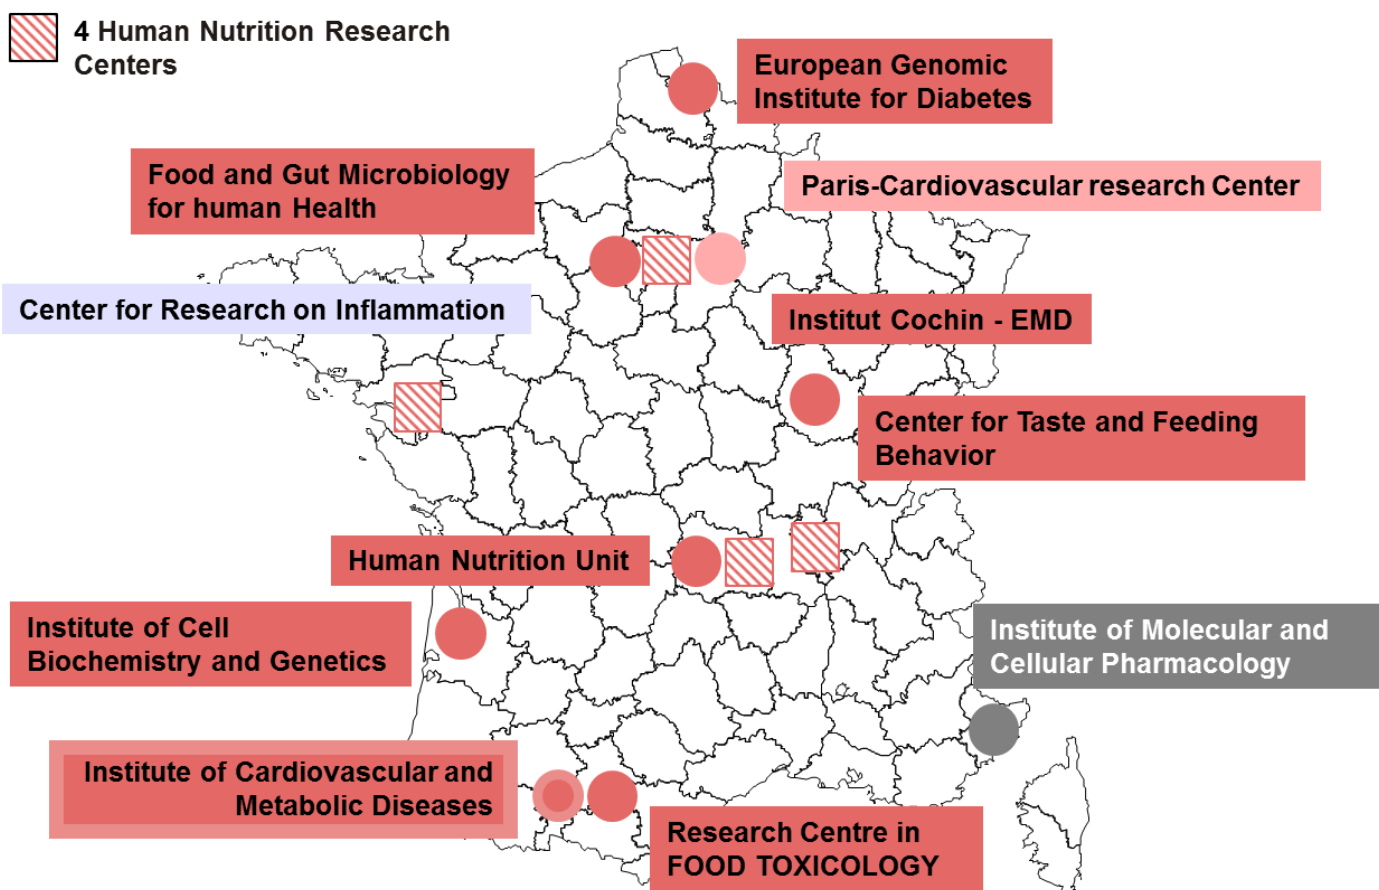 4 Human Nutrition Research
Centers
European Genomic
Institute for Diabetes
Food and Gut Microbiology
for human Health
Paris-Cardiovascular research Center
Center for Research on Inflammation
Institut Cochin - EMD
Center for Taste and Feeding
Behavior
Human Nutrition Unit
Institute of Cell
Biochemistry and Genetics
Institute of Molecular and
Cellular Pharmacology
Institute of Cardiovascular and
Metabolic Diseases
Research Centre in
FOOD TOXICOLOGY